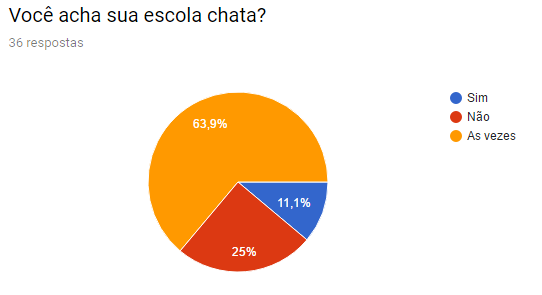 Você acha sua escola chata?
36 respostas
Sim
Não
As vezes
63,9%
11,1%
25%